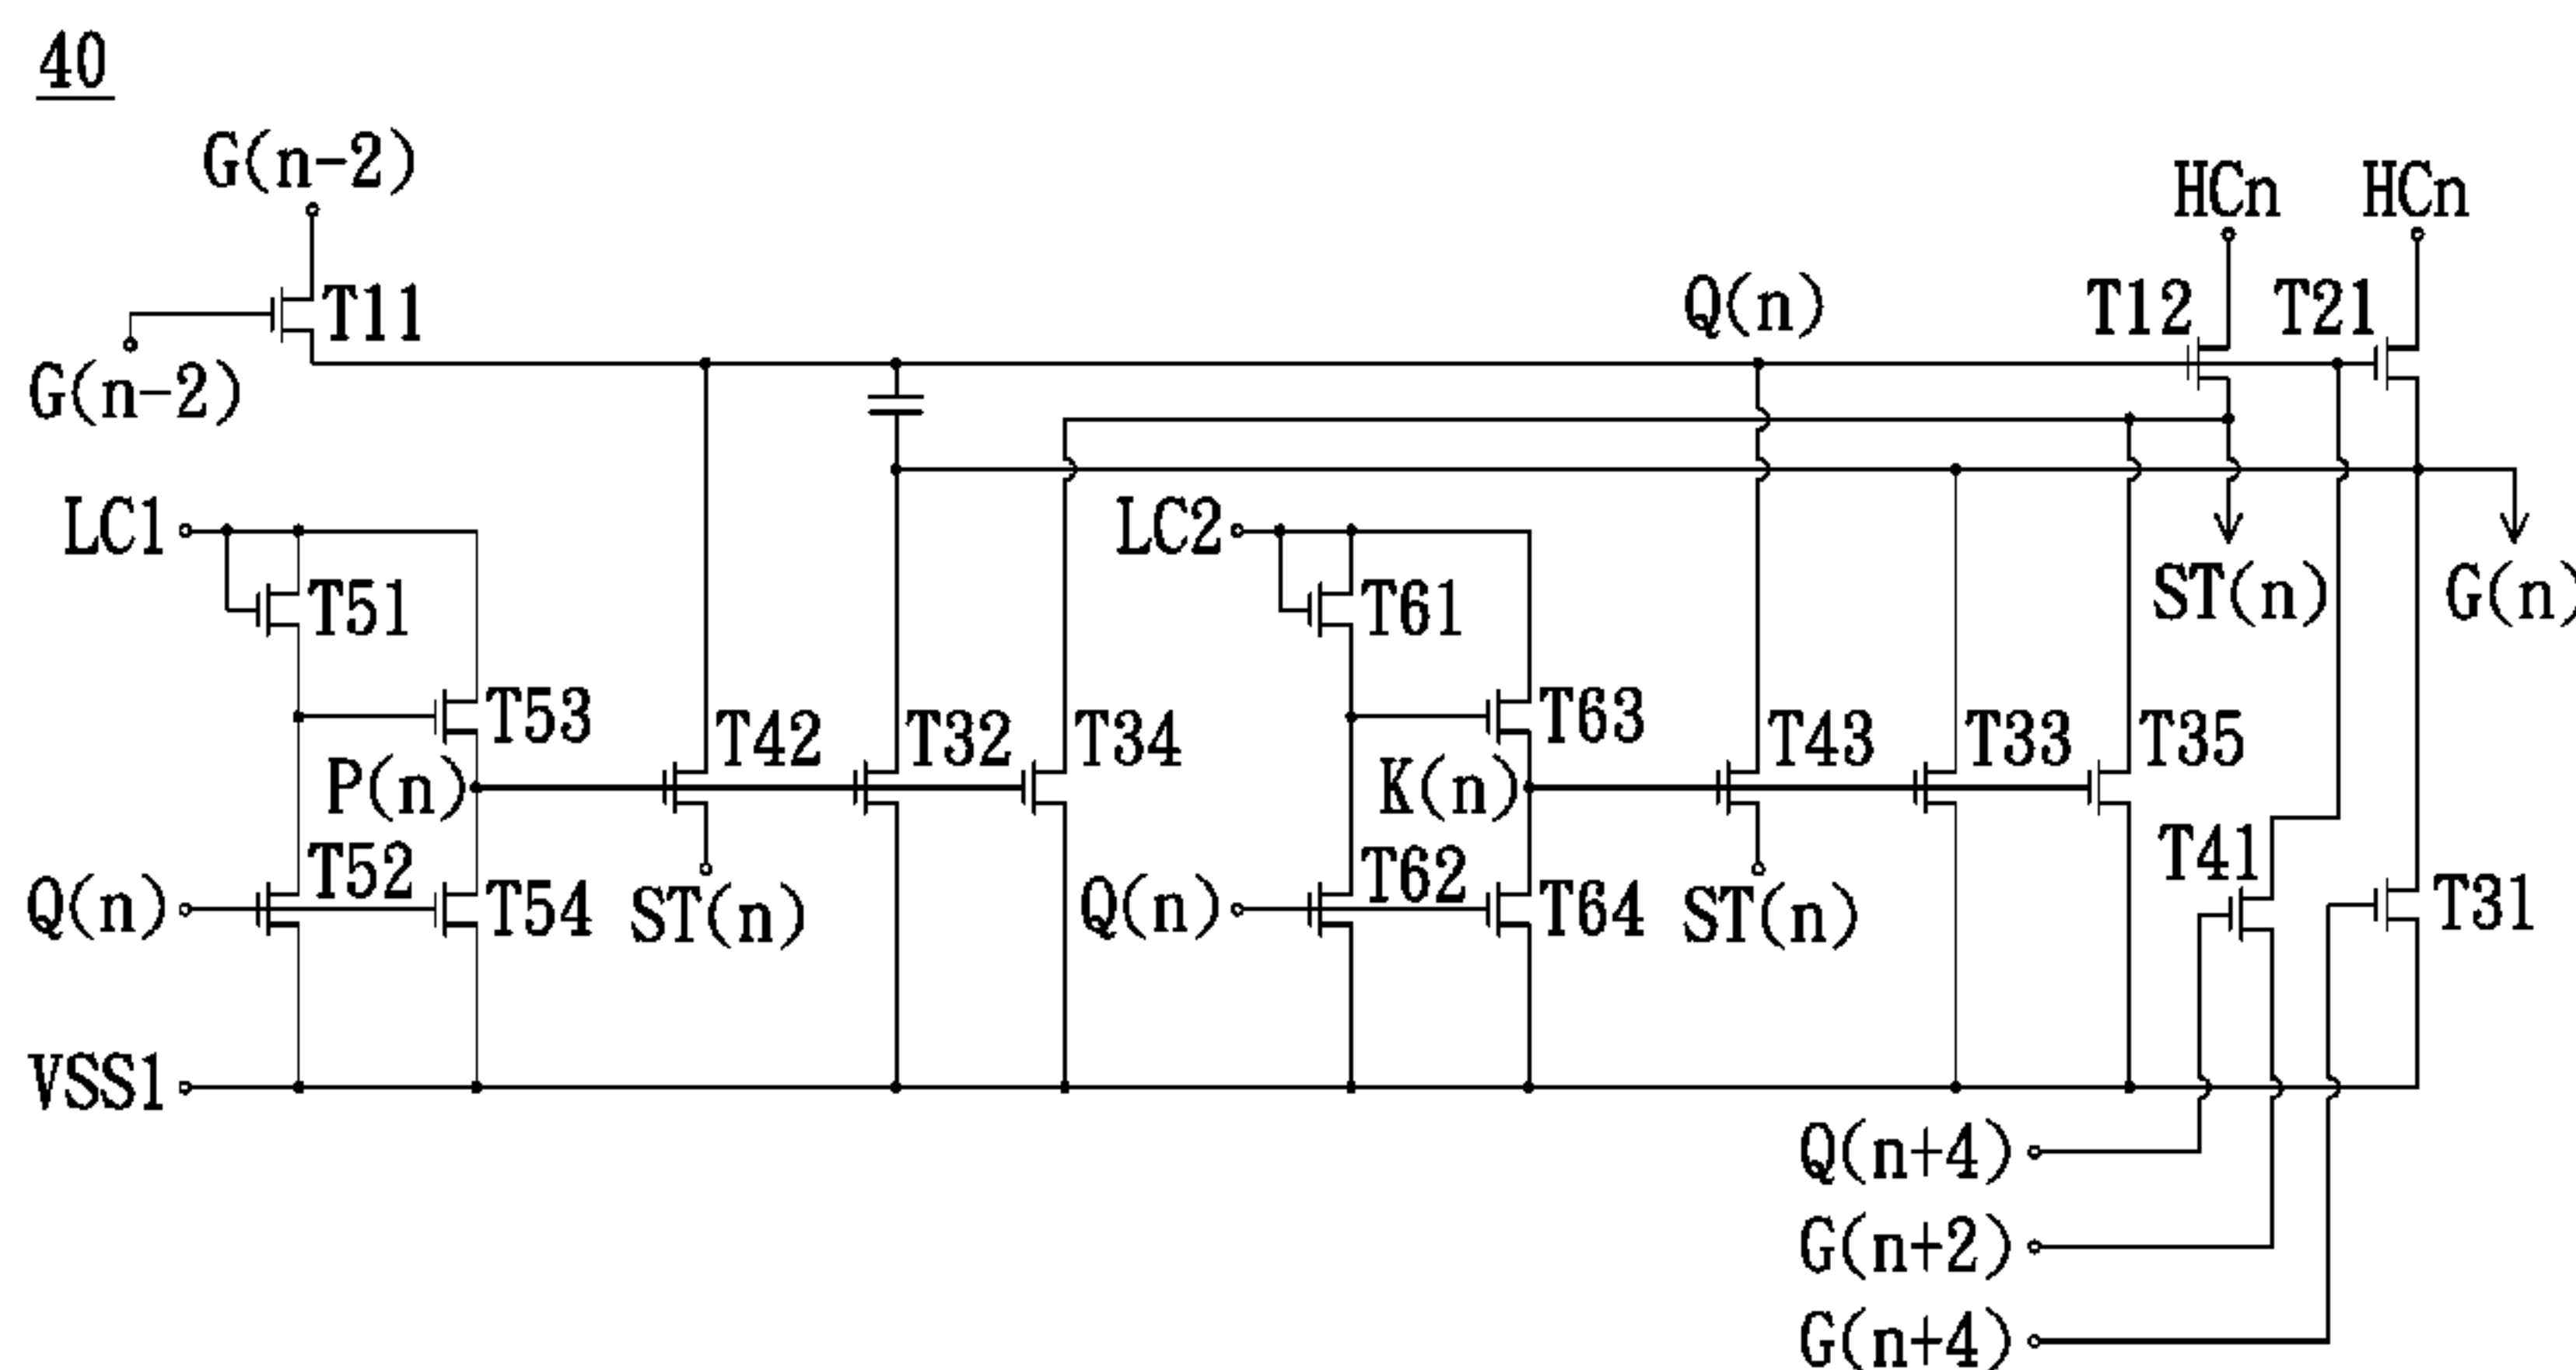 40
G(n-2)
HCn HCn
T11 Q(n) T12 T21
G(n-2)
LC1 LC2
T51 T61 ST(n) G(n)
T53 T42 T32 T34 T63 T43 T33 T35
P(n) K(n)
T52 T62 T41
Q(n) T54 ST(n) Q(n) T64 ST(n) T31
VSS1
Q(n+4)
G(n+2)
G(n+4)